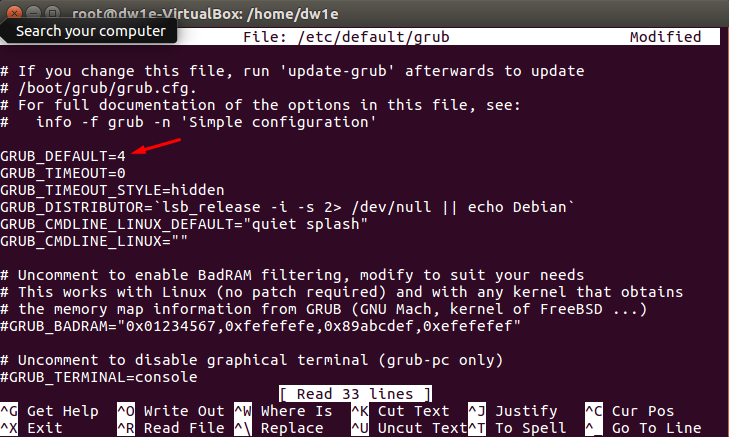 root@dw1e-VirtualBox: /home/dw1e
Search your computer
File: /etc/default/grub Modified
# If you change this file, run 'update-grub' afterwards to update
# /boot/grub/grub.cfg.
# For full documentation of the options in this file, see:
#   info -f grub -n 'Simple configuration'
GRUB_DEFAULT=4
GRUB_TIMEOUT=0
GRUB_TIMEOUT_STYLE=hidden
GRUB_DISTRIBUTOR=`lsb_release -i -s 2> /dev/null || echo Debian`
GRUB_CMDLINE_LINUX_DEFAULT="quiet splash"
GRUB_CMDLINE_LINUX=""
# Uncomment to enable BadRAM filtering, modify to suit your needs
# This works with Linux (no patch required) and with any kernel that obtains
# the memory map information from GRUB (GNU Mach, kernel of FreeBSD ...)
#GRUB_BADRAM="0x01234567,0xfefefefe,0x89abcdef,0xefefefef"
# Uncomment to disable graphical terminal (grub-pc only)
#GRUB_TERMINAL=console
[ Read 33 lines ]
^G Get Help ^O Write Out ^W Where Is ^K Cut Text ^J Justify ^C Cur Pos
^X Exit ^R Read File ^\ Replace ^U Uncut Text ^T To Spell ^_ Go To Line